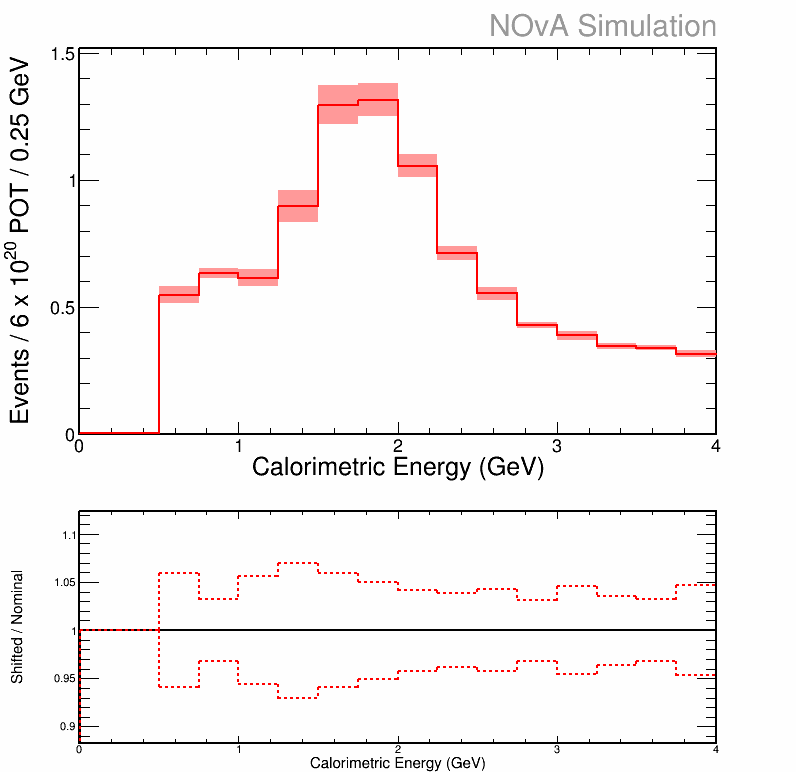 NOvA Simulation
Events / 6 x 10^20 POT / 0.25 GeV
1.5
1
0.5
0
0 1 2 3 4
Calorimetric Energy (GeV)
Shifted / Nominal
1.1
1.05
1
0.95
0.9
0 1 2 3 4
Calorimetric Energy (GeV)